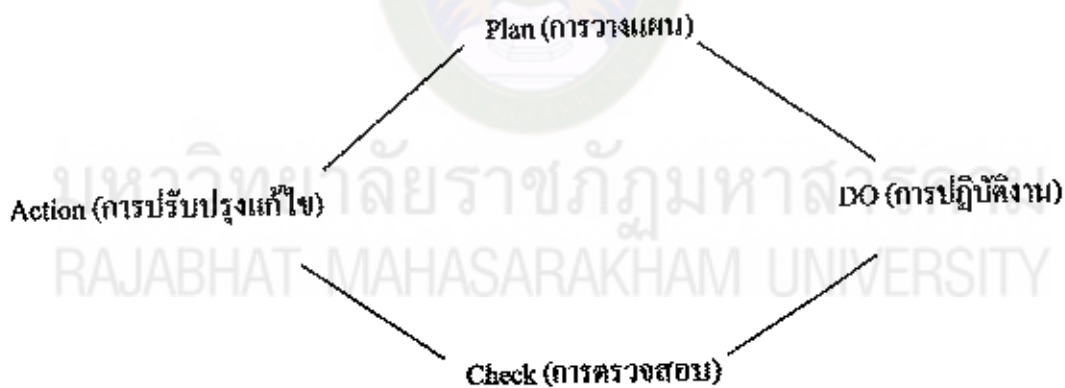 Plan (การวางแผน)
มหาวิทยาลัยราชภัฏมหาสารคาม
Action (การปรับปรุงแก้ไข)
DO (การปฏิบัติงาน)
RAJABHAT MAHASARAKHAM UNIVERSITY
Check (การตรวจสอบ)